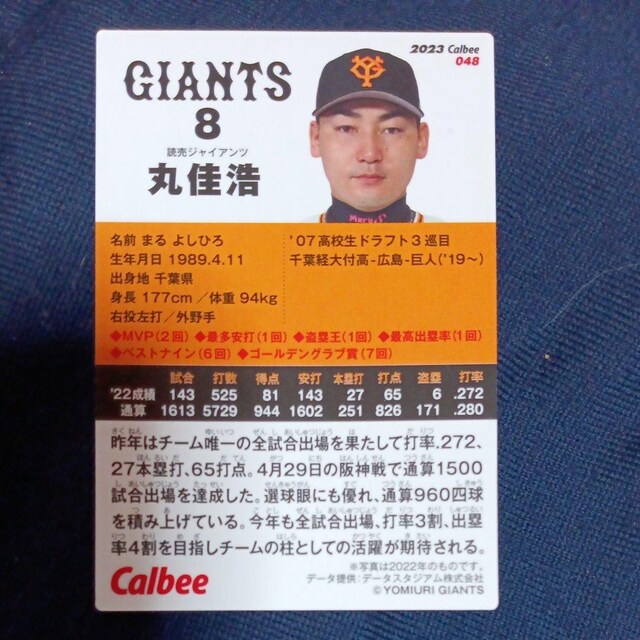 2023 Calbee
048
GIANTS
8
読売ジャイアンツ
丸佳浩
名前 まる よしひろ
生年月日 1989.4.11
出身地 千葉県
身長 177cm/体重 94kg
右投左打/外野手
'07高校生ドラフト3巡目
千葉経大付高-広島-巨人('19~)
◆MVP(2回)◆最多安打(1回)◆盗塁王(1回)◆最高出塁率(1回)
◆ベストナイン(6回)◆ゴールデングラブ賞(7回)
試合 打数 得点 安打 本塁打 打点 盗塁 打率
'22成績 143 525 81 143 27 65 6 .272
通算 1613 5729 944 1602 251 826 171 .280
昨年はチーム唯一の全試合出場を果たして打率.272、
27本塁打、65打点。4月29日の阪神戦で通算1500
試合出場を達成した。選球眼にも優れ、通算960四球
を積み上げている。今年も全試合出場、打率3割、出塁
率4割を目指しチームの柱としての活躍が期待される。
Calbee
※写真は2022年のものです。
データ提供:データスタジアム株式会社
©YOMIURI GIANTS